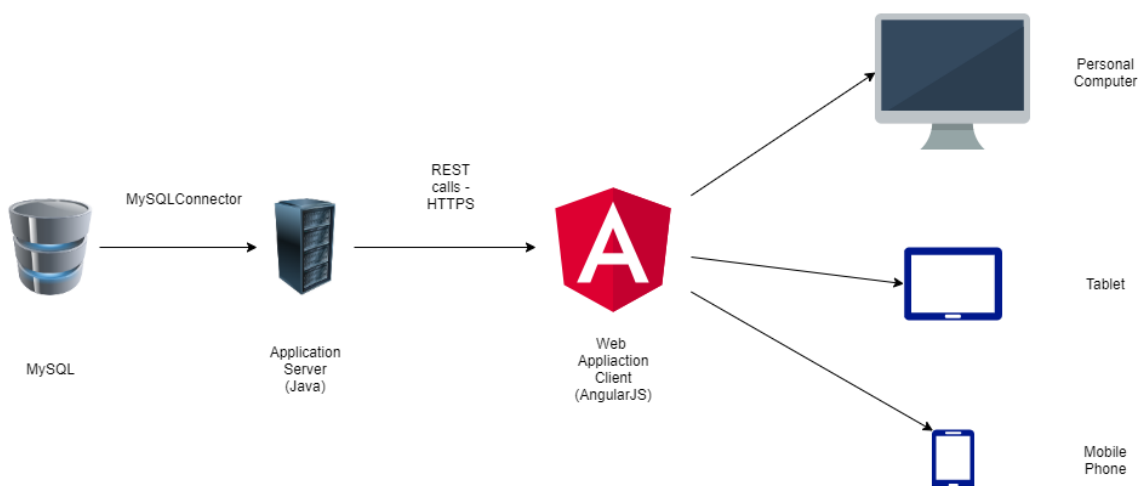 MySQL
MySQLConnector
Application
Server
(Java)
REST
calls -
HTTPS
A
Web
Appliaction
Client
(AngularJS)
Personal
Computer
Tablet
Mobile
Phone